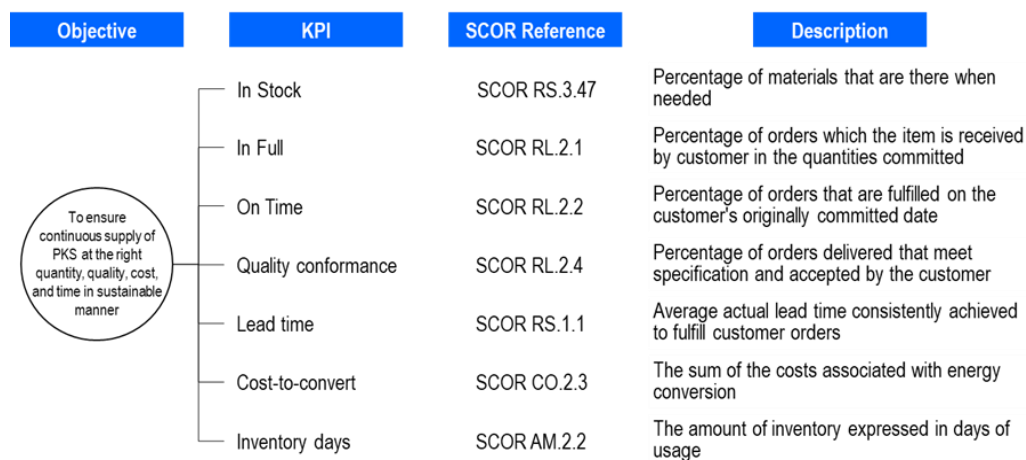 Objective
KPI
SCOR Reference
Description
To ensure
continuous supply of
PKS at the right
quantity, quality, cost,
and time in sustainable
manner
In Stock
SCOR RS.3.47
Percentage of materials that are there when
needed
In Full
SCOR RL.2.1
Percentage of orders which the item is received
by customer in the quantities committed
On Time
SCOR RL.2.2
Percentage of orders that are fulfilled on the
customer's originally committed date
Quality conformance
SCOR RL.2.4
Percentage of orders delivered that meet
specification and accepted by the customer
Lead time
SCOR RS.1.1
Average actual lead time consistently achieved
to fulfill customer orders
Cost-to-convert
SCOR CO.2.3
The sum of the costs associated with energy
conversion
Inventory days
SCOR AM.2.2
The amount of inventory expressed in days of
usage